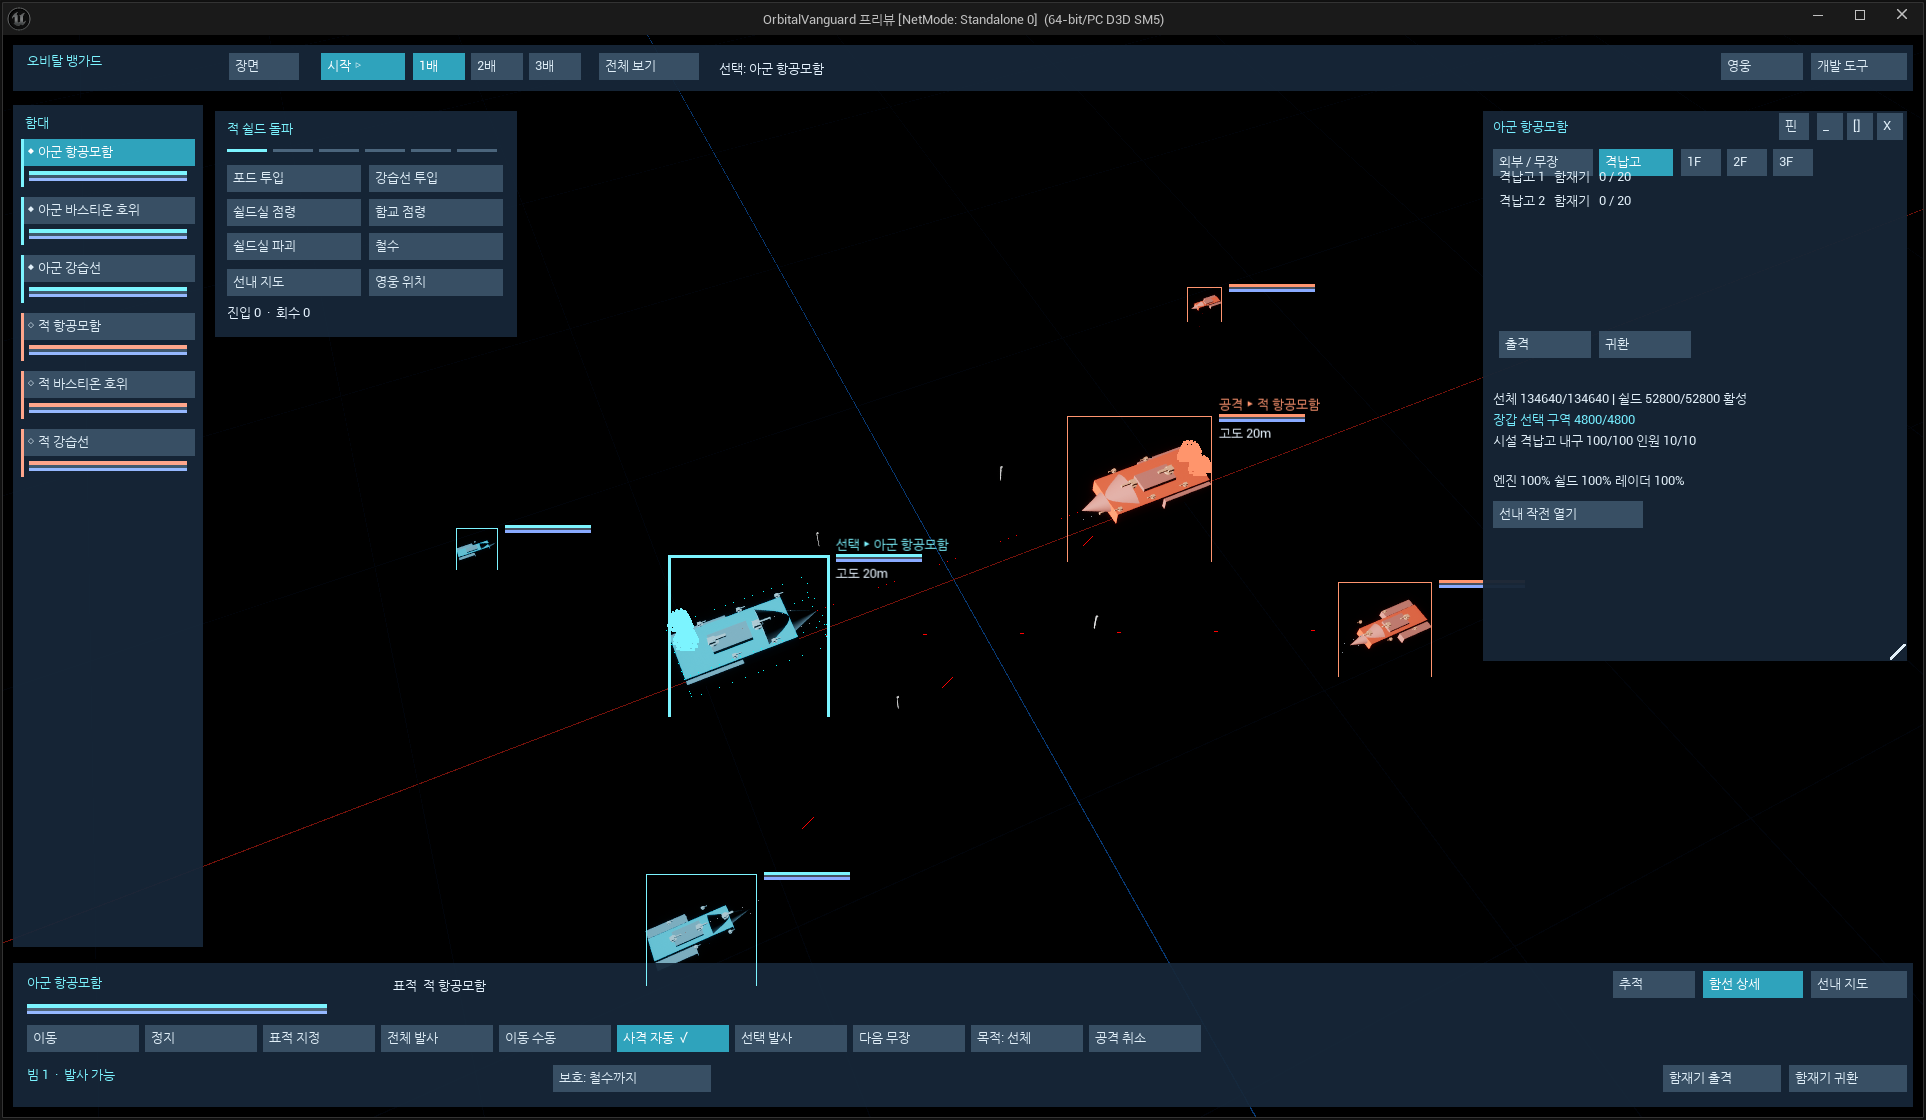 OrbitalVanguard 프리뷰 [NetMode: Standalone 0] (64-bit/PC D3D SM5)
오비탈 뱅가드
장면
시작 ▷
1배
2배
3배
전체 보기
선택: 아군 항공모함
영웅
개발 도구
함대
◆ 아군 항공모함
◆ 아군 바스티온 호위
◆ 아군 강습선
◇ 적 항공모함
◇ 적 바스티온 호위
◇ 적 강습선
적 쉴드 돌파
포드 투입
강습선 투입
쉴드실 점령
함교 점령
쉴드실 파괴
철수
선내 지도
영웅 위치
진입 0 · 회수 0
공격 ▶ 적 항공모함
고도 20m
선택 ▶ 아군 항공모함
고도 20m
아군 항공모함
핀
_
[]
X
외부 / 무장
격납고
1F
2F
3F
격납고 1 함재기 0 / 20
격납고 2 함재기 0 / 20
출격
귀환
선체 134640/134640 | 쉴드 52800/52800 활성
장갑 선택 구역 4800/4800
시설 격납고 내구 100/100 인원 10/10
엔진 100% 쉴드 100% 레이더 100%
선내 작전 열기
아군 항공모함
표적 적 항공모함
추적
함선 상세
선내 지도
이동
정지
표적 지정
전체 발사
이동 수동
사격 자동 √
선택 발사
다음 무장
목적: 선체
공격 취소
빔 1 · 발사 가능
보호: 철수까지
함재기 출격
함재기 귀환